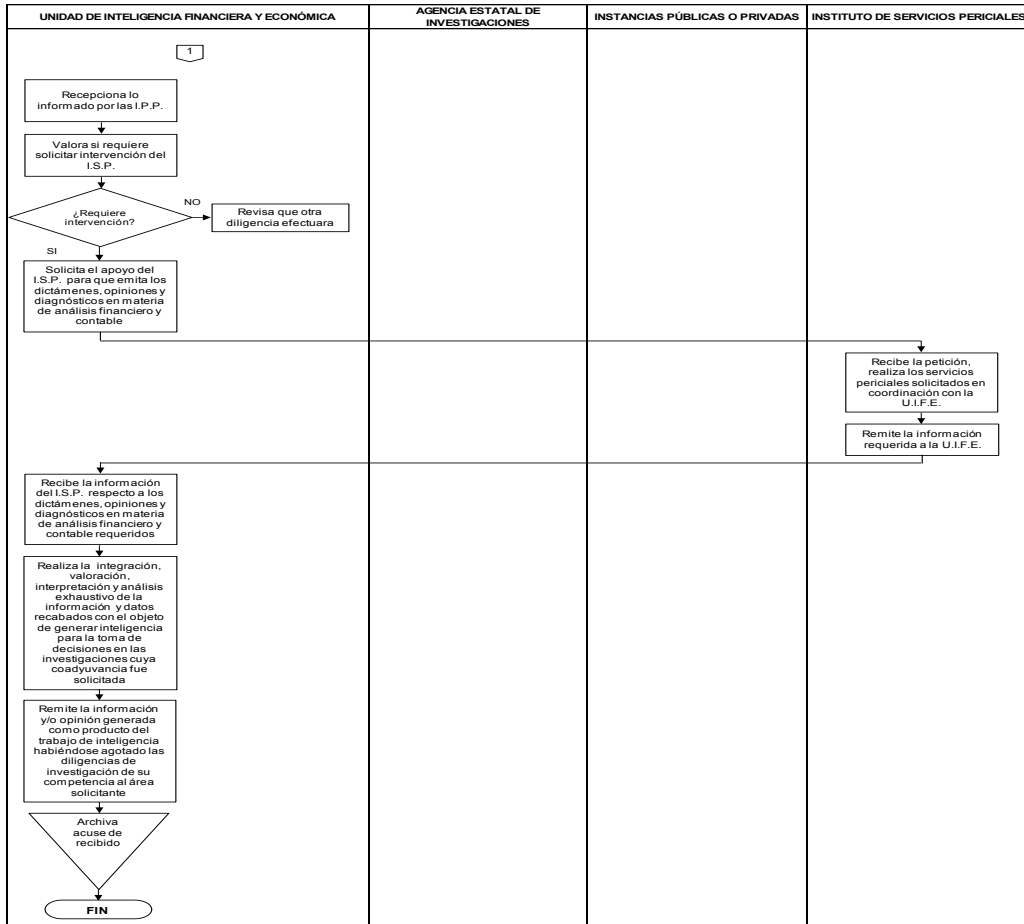 UNIDAD DE INTELIGENCIA FINANCIERA Y ECONÓMICA
AGENCIA ESTATAL DE
INVESTIGACIONES
INSTANCIAS PÚBLICAS O PRIVADAS
INSTITUTO DE SERVICIOS PERICIALES
1
Recepciona lo
informado por las I.P.P.
Valora si requiere
solicitar intervención del
I.S.P.
¿Requiere
intervención?
NO
Revisa que otra
diligencia efectuara
SI
Solicita el apoyo del
I.S.P. para que emita los
dictámenes, opiniones y
diagnósticos en materia
de análisis financiero y
contable
Recibe la petición,
realiza los servicios
periciales solicitados en
coordinación con la
U.I.F.E.
Remite la información
requerida a la U.I.F.E.
Recibe la información
del I.S.P. respecto a los
dictámenes, opiniones y
diagnósticos en materia
de análisis financiero y
contable requeridos
Realiza la integración,
valoración,
interpretación y análisis
exhaustivo de la
información y datos
recabados con el objeto
de generar inteligencia
para la toma de
decisiones en las
investigaciones cuya
coadyuvancia fue
solicitada
Remite la información
y/o opinión generada
como producto del
trabajo de inteligencia
habiéndose agotado las
diligencias de
investigación de su
competencia al área
solicitante
Archiva
acuse de
recibido
FIN